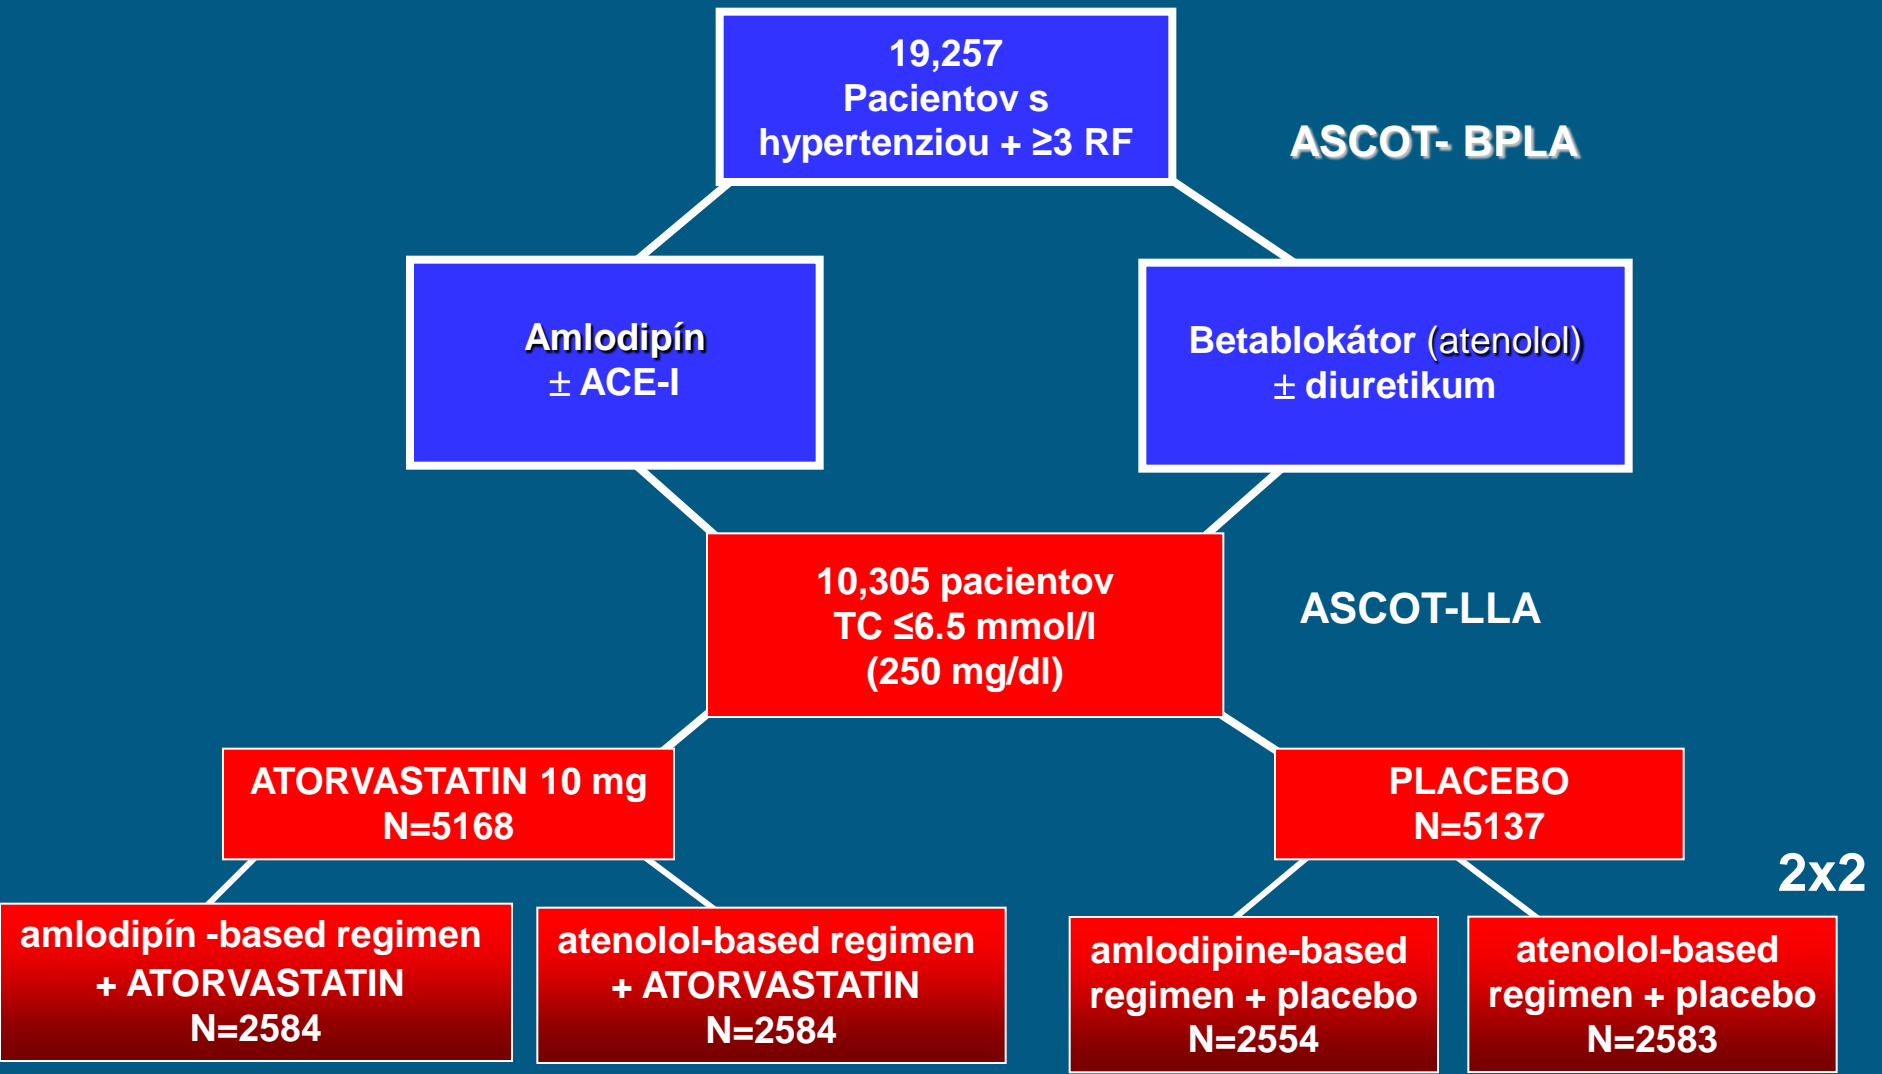 19,257
Pacientov s
hypertenziou + ≥3 RF
ASCOT- BPLA
Amlodipín
± ACE-I
Betablokátor (atenolol)
± diuretikum
10,305 pacientov
TC ≤6.5 mmol/l
(250 mg/dl)
ASCOT-LLA
ATORVASTATIN 10 mg
N=5168
PLACEBO
N=5137
2x2
amlodipín -based regimen
+ ATORVASTATIN
N=2584
atenolol-based regimen
+ ATORVASTATIN
N=2584
amlodipine-based
regimen + placebo
N=2554
atenolol-based
regimen + placebo
N=2583